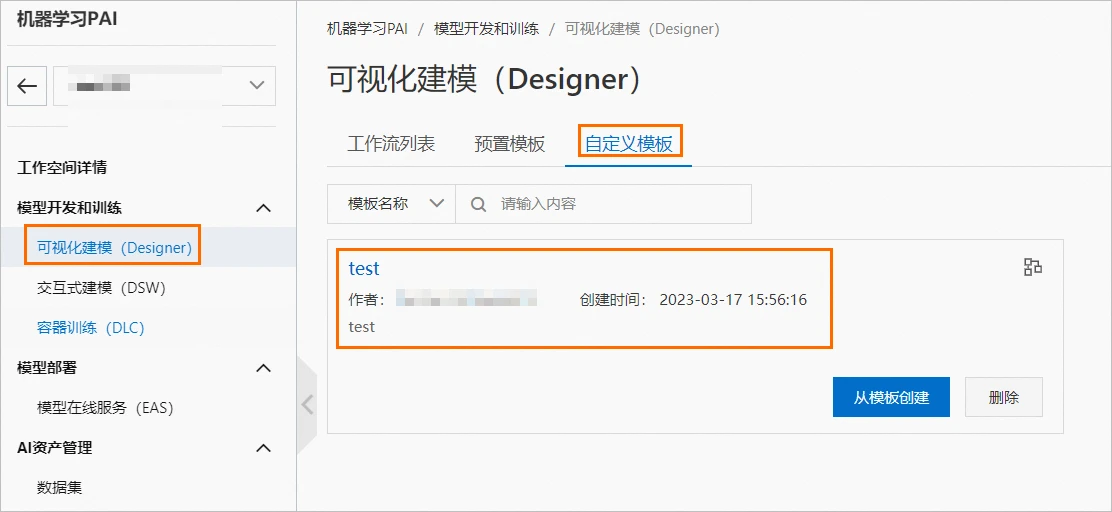 机器学习PAI
工作空间详情
模型开发和训练
可视化建模（Designer）
交互式建模（DSW）
容器训练（DLC）
模型部署
模型在线服务（EAS）
AI资产管理
数据集
机器学习PAI / 模型开发和训练 / 可视化建模（Designer）
可视化建模（Designer）
工作流列表 预置模板 自定义模板
模板名称 请输入内容
test
作者： 创建时间： 2023-03-17 15:56:16
test
从模板创建 删除